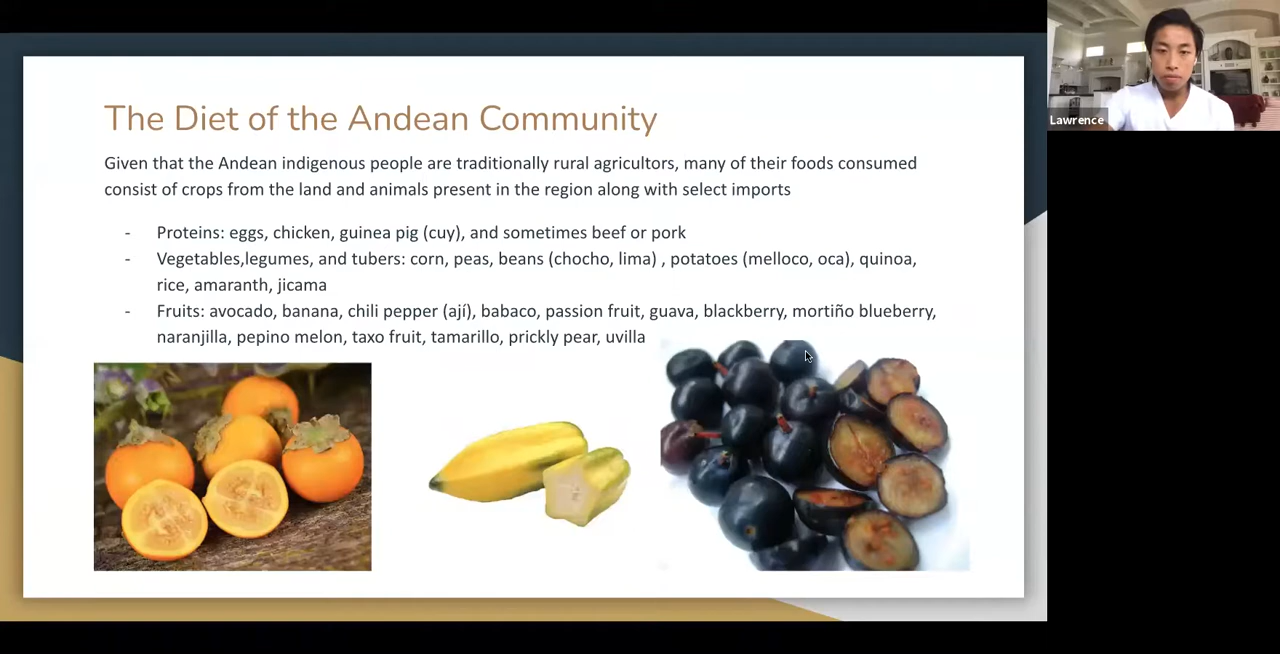 The Diet of the Andean Community
Given that the Andean indigenous people are traditionally rural agricultors, many of their foods consumed
consist of crops from the land and animals present in the region along with select imports
- Proteins: eggs, chicken, guinea pig (cuy), and sometimes beef or pork
- Vegetables,legumes, and tubers: corn, peas, beans (chocho, lima) , potatoes (melloco, oca), quinoa,
rice, amaranth, jicama
- Fruits: avocado, banana, chili pepper (ají), babaco, passion fruit, guava, blackberry, mortiño blueberry,
naranjilla, pepino melon, taxo fruit, tamarillo, prickly pear, uvilla
Lawrence